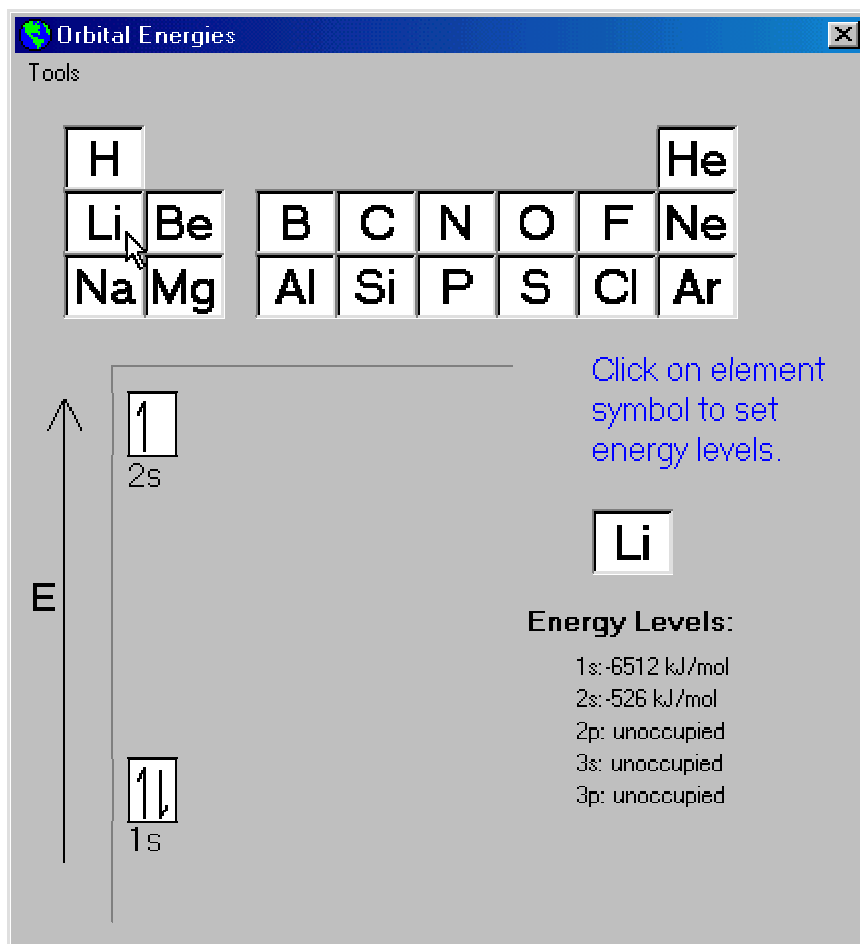 Orbital Energies
Tools
H He
Li Be B C N O F Ne
Na Mg Al Si P S Cl Ar
Click on element
symbol to set
energy levels.
2s
Li
E
Energy Levels:
1s:-6512 kJ/mol
2s:-526 kJ/mol
2p: unoccupied
3s: unoccupied
3p: unoccupied
1s